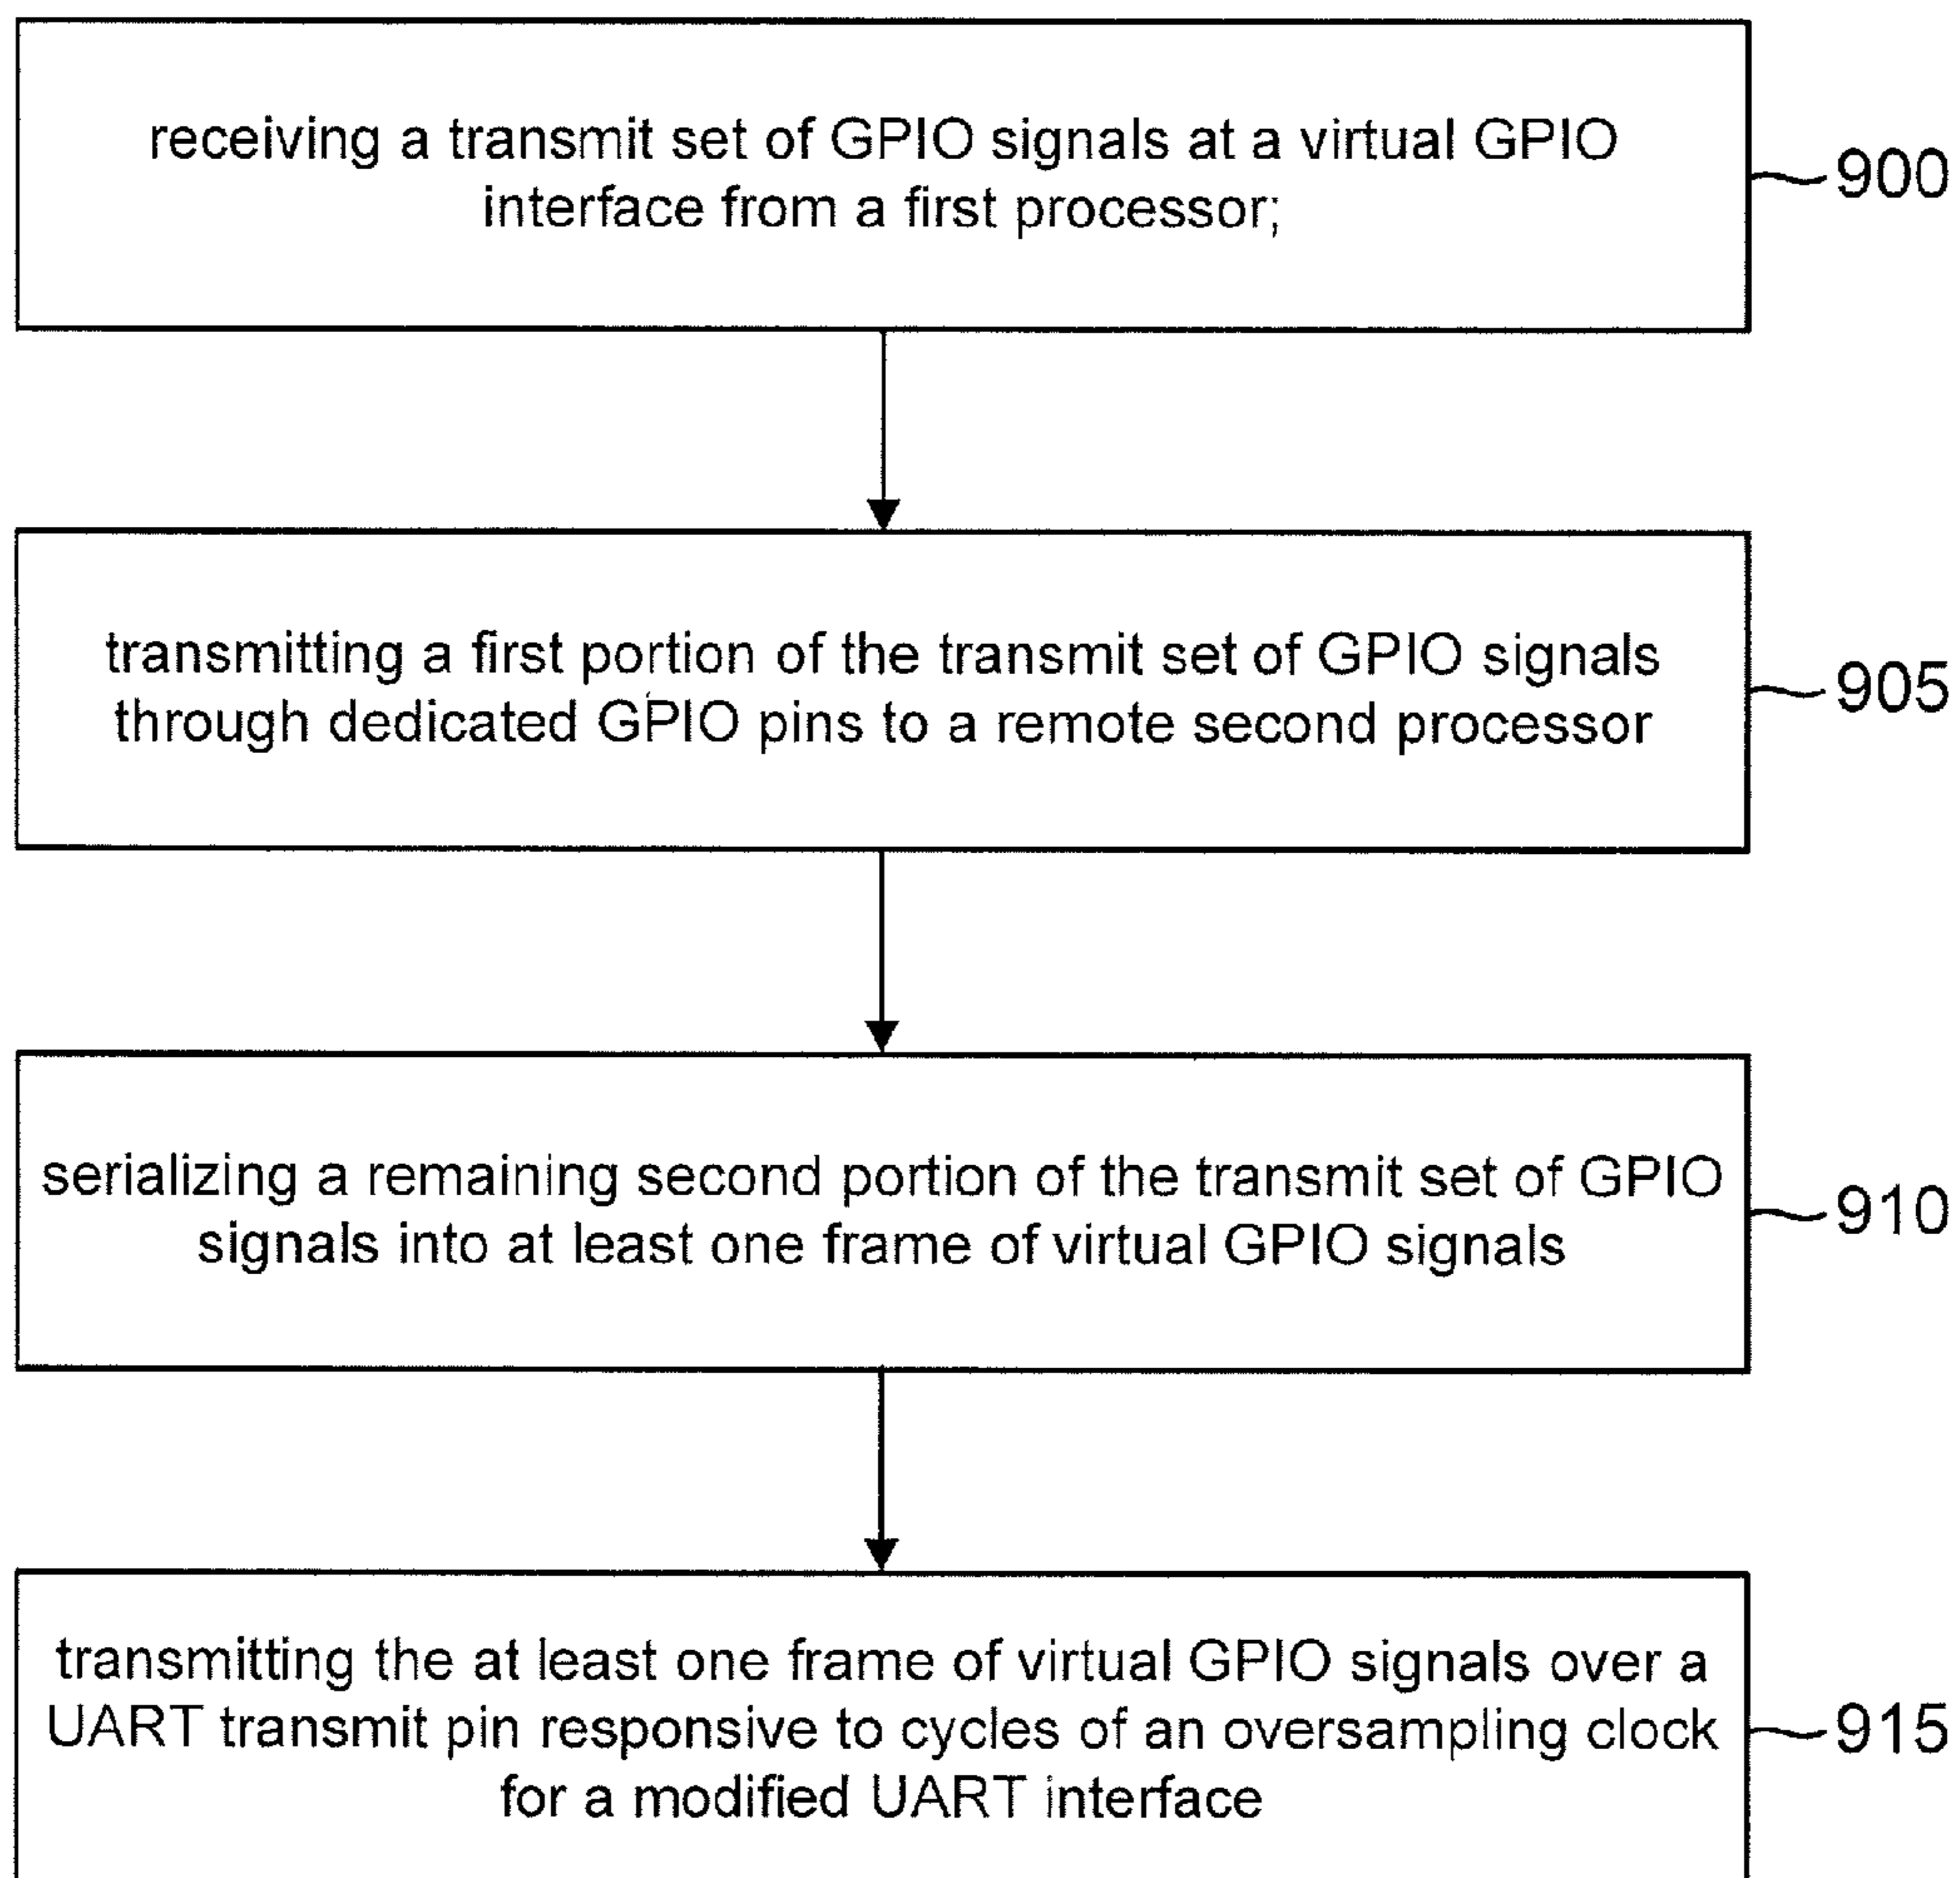 receiving a transmit set of GPIO signals at a virtual GPIO
interface from a first processor;
900
transmitting a first portion of the transmit set of GPIO signals
through dedicated GPIO pins to a remote second processor
905
serializing a remaining second portion of the transmit set of GPIO
signals into at least one frame of virtual GPIO signals
910
transmitting the at least one frame of virtual GPIO signals over a
UART transmit pin responsive to cycles of an oversampling clock
for a modified UART interface
915